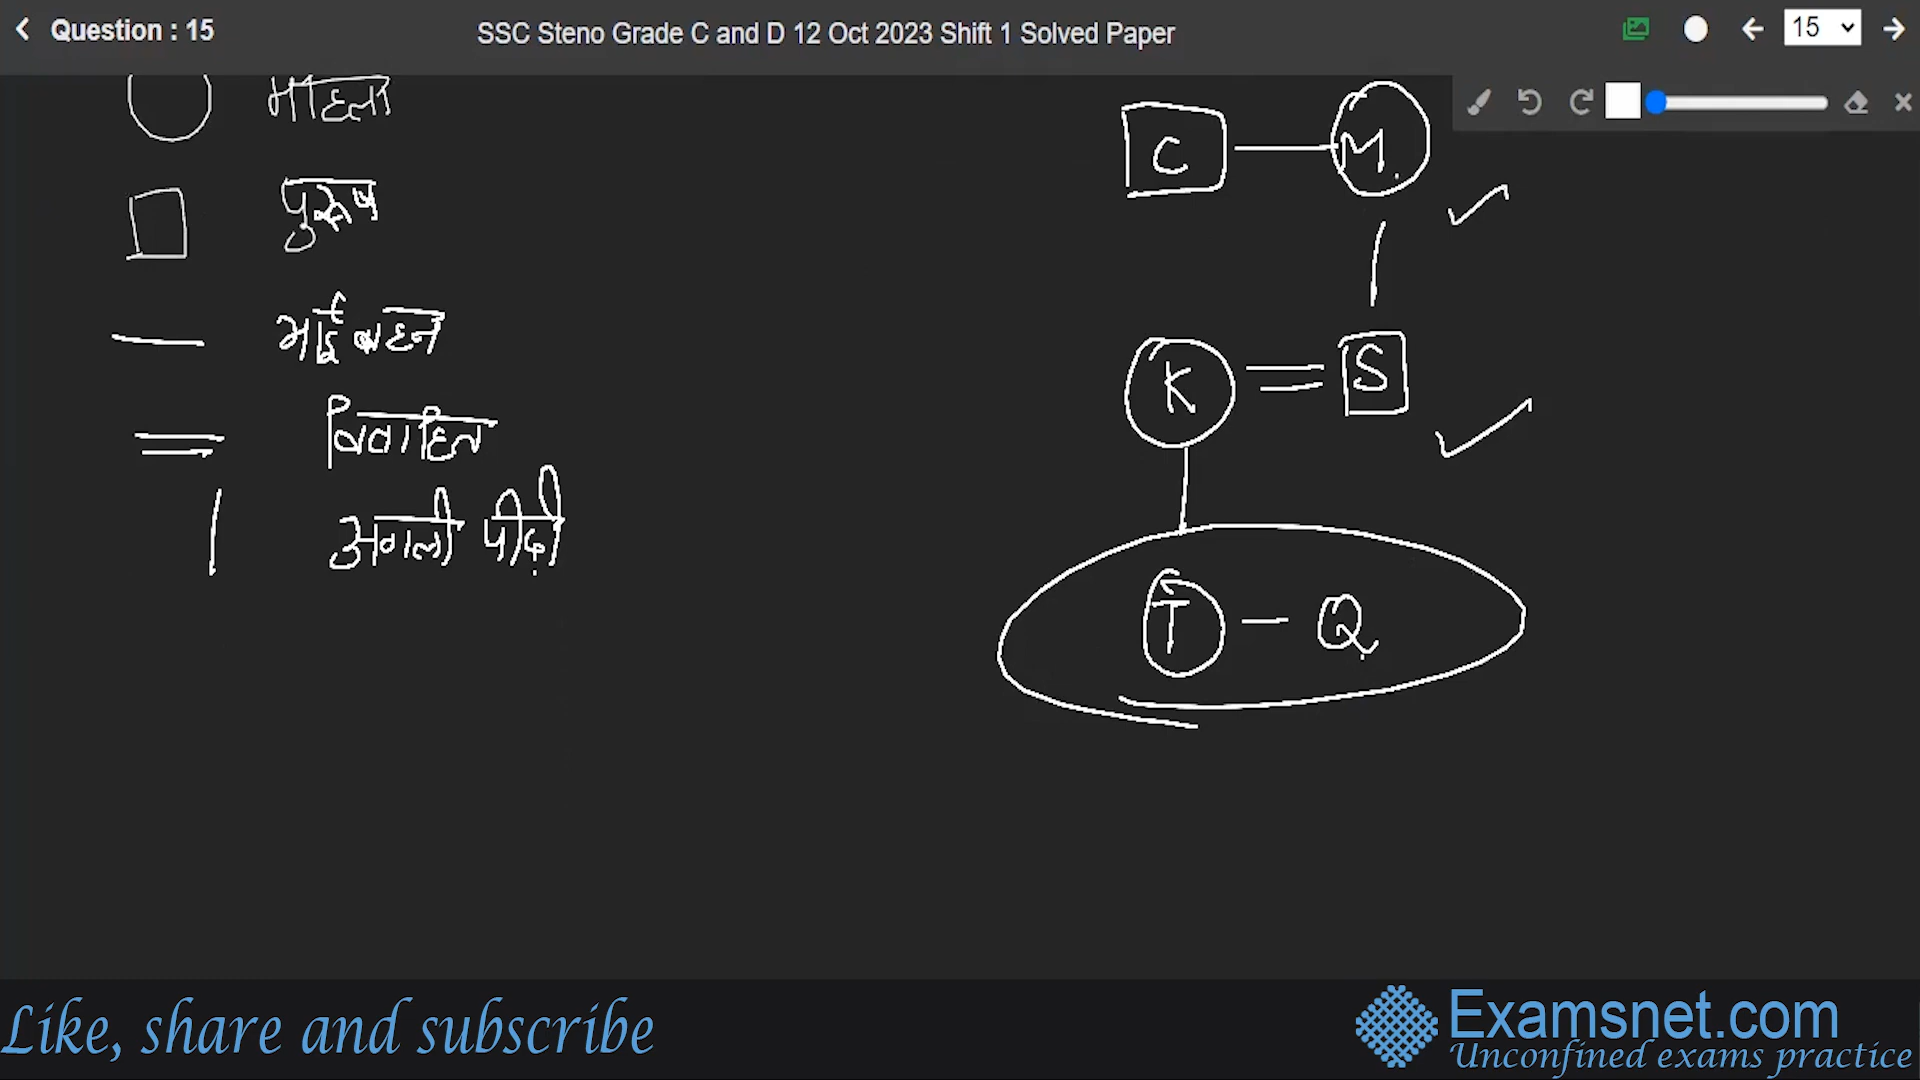 Question : 15
SSC Steno Grade C and D 12 Oct 2023 Shift 1 Solved Paper
15
महिला
पुरुष
भाई बहन
विवाहित
अगली पीढ़ी
C
M
K
S
T
Q
Like, share and subscribe
Examsnet.com
Unconfined exams practice